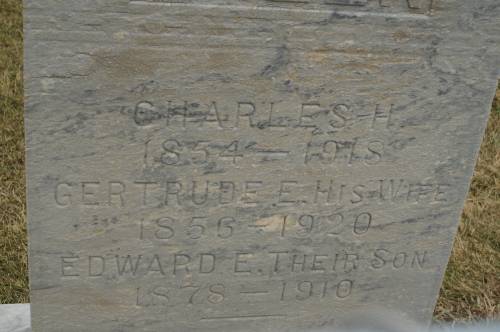 CHARLES H.
1854 – 1918
GERTRUDE E. HIS WIFE
1856 – 1920
EDWARD E. THEIR SON
1878 – 1910